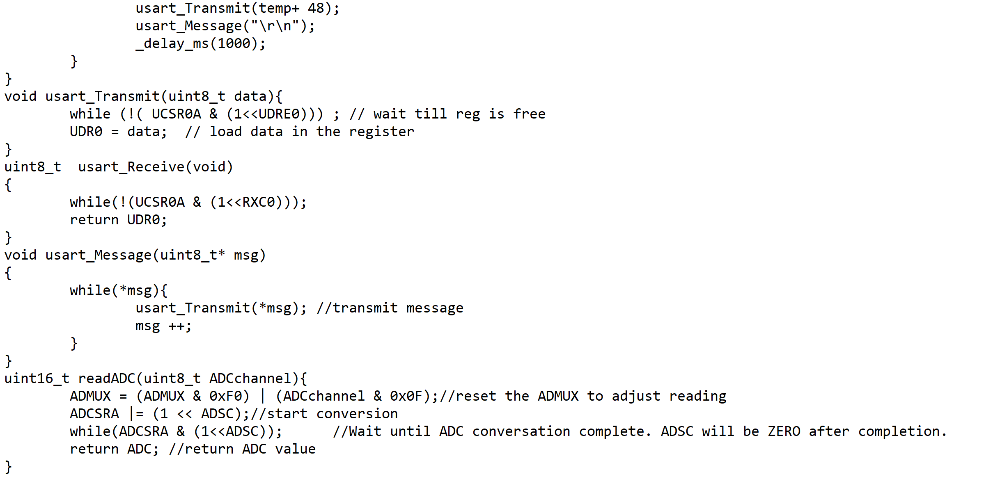 usart_Transmit(temp+ 48);
usart_Message("\r\n");
_delay_ms(1000);
}
}
void usart_Transmit(uint8_t data){
while (!( UCSR0A & (1<<UDRE0))) ; // wait till reg is free
UDR0 = data;  // load data in the register
}
uint8_t  usart_Receive(void)
{
while(!(UCSR0A & (1<<RXC0)));
return UDR0;
}
void usart_Message(uint8_t* msg)
{
while(*msg){
usart_Transmit(*msg); //transmit message
msg ++;
}
}
uint16_t readADC(uint8_t ADCchannel){
ADMUX = (ADMUX & 0xF0) | (ADCchannel & 0x0F);//reset the ADMUX to adjust reading
ADCSRA |= (1 << ADSC);//start conversion
while(ADCSRA & (1<<ADSC));      //Wait until ADC conversation complete. ADSC will be ZERO after completion.
return ADC; //return ADC value
}